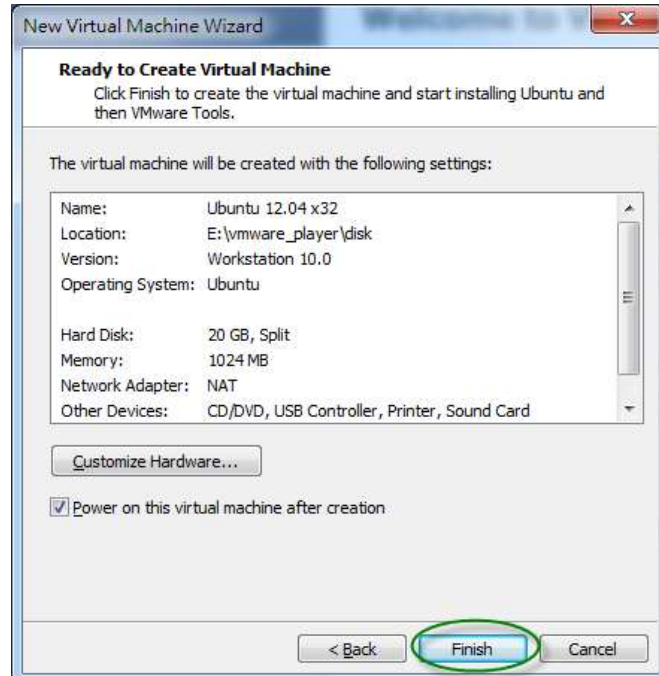 New Virtual Machine Wizard
Welcome to V
Ready to Create Virtual Machine
Click Finish to create the virtual machine and start installing Ubuntu and
then VMware Tools.
The virtual machine will be created with the following settings:
Name: Ubuntu 12.04 x32
Location: E:\vmware_player\disk
Version: Workstation 10.0
Operating System: Ubuntu
Hard Disk: 20 GB, Split
Memory: 1024 MB
Network Adapter: NAT
Other Devices: CD/DVD, USB Controller, Printer, Sound Card
Customize Hardware...
Power on this virtual machine after creation
< Back Finish Cancel